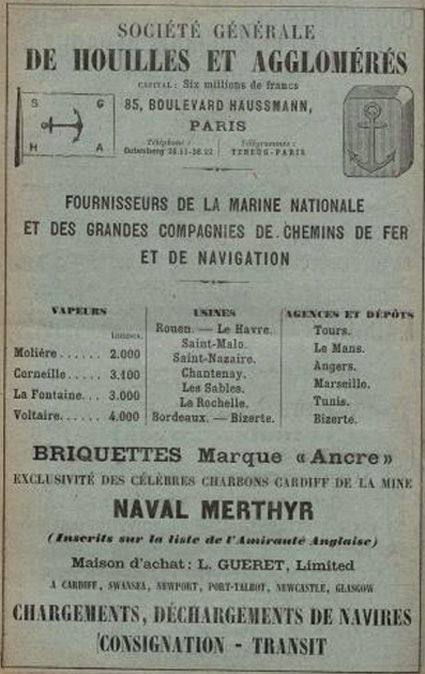 SOCIÉTÉ GÉNÉRALE
DE HOUILLES ET AGGLOMÉRÉS
CAPITAL: Six millions de francs
85, BOULEVARD HAUSSMANN,
PARIS
S G
H A
Téléphone: Télégrammes:
Gutenberg TENEUG-PARIS
FOURNISSEURS DE LA MARINE NATIONALE
ET DES GRANDES COMPAGNIES DE CHEMINS DE FER
ET DE NAVIGATION
VAPEURS
tonnes.
Molière...... 2.000
Corneille..... 3.100
La Fontaine... 3.000
Voltaire...... 4.000
USINES
Rouen. — Le Havre.
Saint-Malo.
Saint-Nazaire.
Chantenay.
Les Sables.
La Rochelle.
Bordeaux. — Bizerte.
AGENCES ET DÉPÔTS
Tours.
Le Mans.
Angers.
Marseille.
Tunis.
Bizerte.
BRIQUETTES Marque «Ancre»
EXCLUSIVITÉ DES CÉLÈBRES CHARBONS CARDIFF DE LA MINE
NAVAL MERTHYR
(Inscrits sur la liste de l'Amirauté Anglaise)
Maison d'achat: L. GUERET, Limited
A CARDIFF, SWANSEA, NEWPORT, PORT-TALBOT, NEWCASTLE, GLASGOW
CHARGEMENTS, DÉCHARGEMENTS DE NAVIRES
CONSIGNATION - TRANSIT